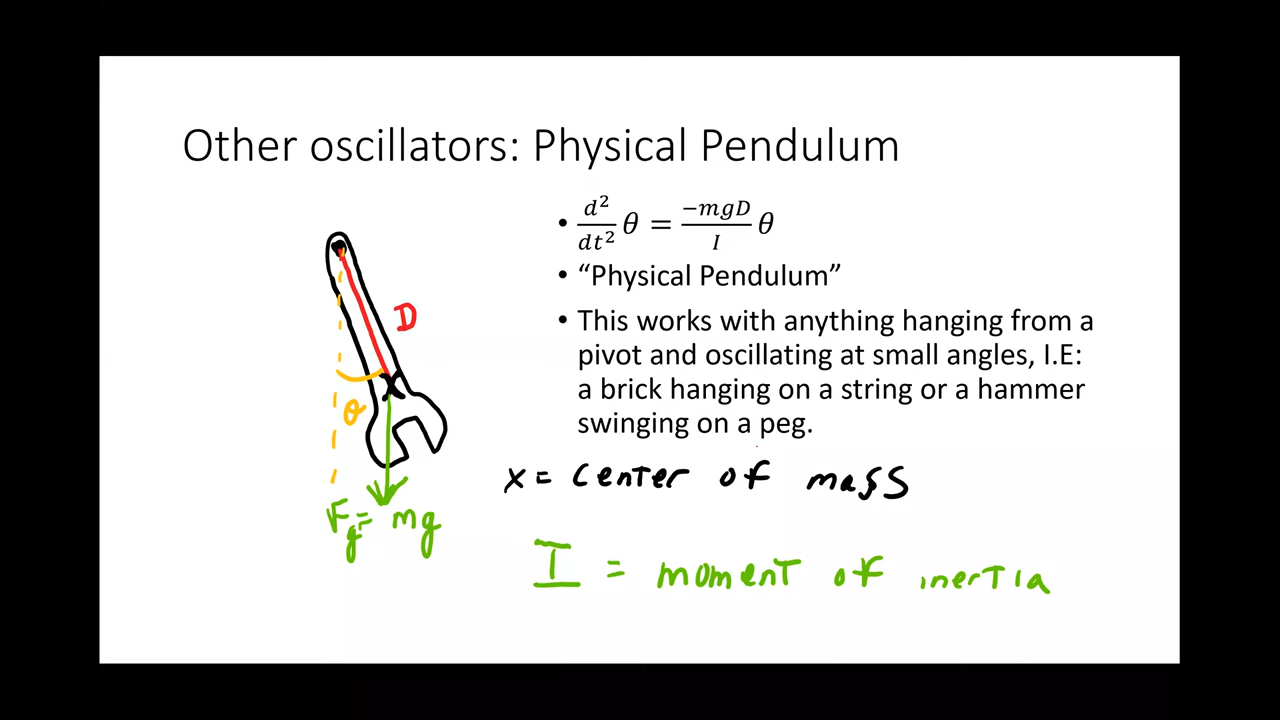 Other oscillators: Physical Pendulum
• d²/dt² θ = −mgD/I θ
• “Physical Pendulum”
• This works with anything hanging from a
pivot and oscillating at small angles, I.E:
a brick hanging on a string or a hammer
swinging on a peg.
D
θ
x = center of mass
Fg = mg
I = moment of inertia